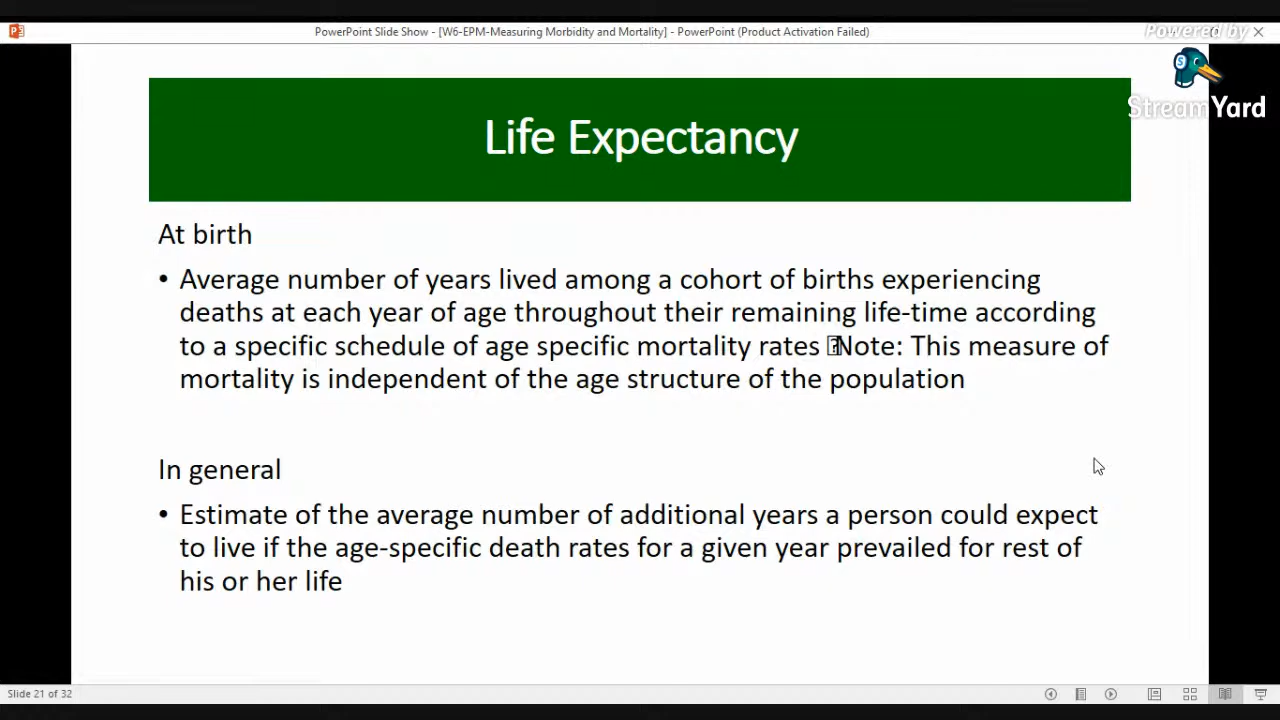 PowerPoint Slide Show - [W6-EPM-Measuring Morbidity and Mortality] - PowerPoint (Product Activation Failed)
Powered by
StreamYard
Life Expectancy
At birth
• Average number of years lived among a cohort of births experiencing
deaths at each year of age throughout their remaining life-time according
to a specific schedule of age specific mortality rates Note: This measure of
mortality is independent of the age structure of the population
In general
• Estimate of the average number of additional years a person could expect
to live if the age-specific death rates for a given year prevailed for rest of
his or her life
Slide 21 of 32